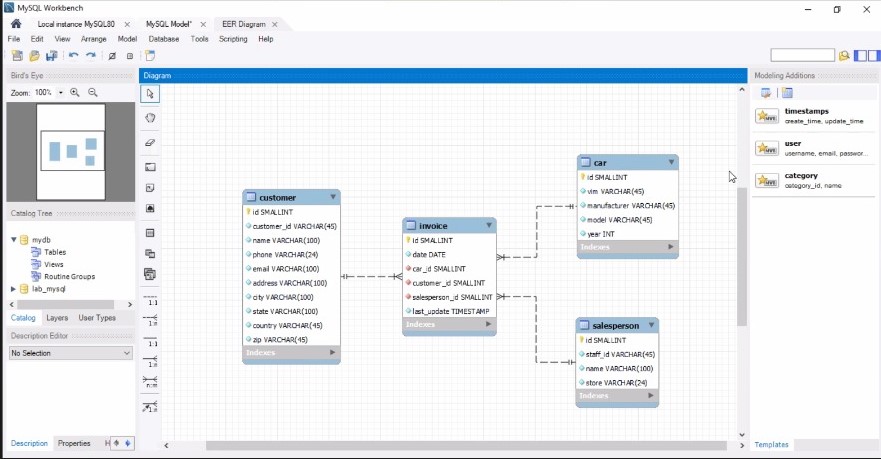 MySQL Workbench
Local instance MySQL80 × MySQL Model* × EER Diagram ×
File Edit View Arrange Model Database Tools Scripting Help
Bird's Eye
Zoom: 100%
Catalog Tree
mydb
Tables
Views
Routine Groups
lab_mysql
Catalog Layers User Types
Description Editor
No Selection
Description Properties H
Diagram
1:1
1:n
1:1
1:n
n:m
1:n
customer
id SMALLINT
customer_id VARCHAR(45)
name VARCHAR(100)
phone VARCHAR(24)
email VARCHAR(100)
address VARCHAR(100)
city VARCHAR(100)
state VARCHAR(100)
country VARCHAR(45)
zip VARCHAR(45)
Indexes
invoice
id SMALLINT
date DATE
car_id SMALLINT
customer_id SMALLINT
salesperson_id SMALLINT
last_update TIMESTAMP
Indexes
car
id SMALLINT
vim VARCHAR(45)
manufacturer VARCHAR(45)
model VARCHAR(45)
year INT
Indexes
salesperson
id SMALLINT
staff_id VARCHAR(45)
name VARCHAR(100)
store VARCHAR(24)
Indexes
Modeling Additions
timestamps
create_time, update_time
user
username, email, passwor...
category
category_id, name
Templates